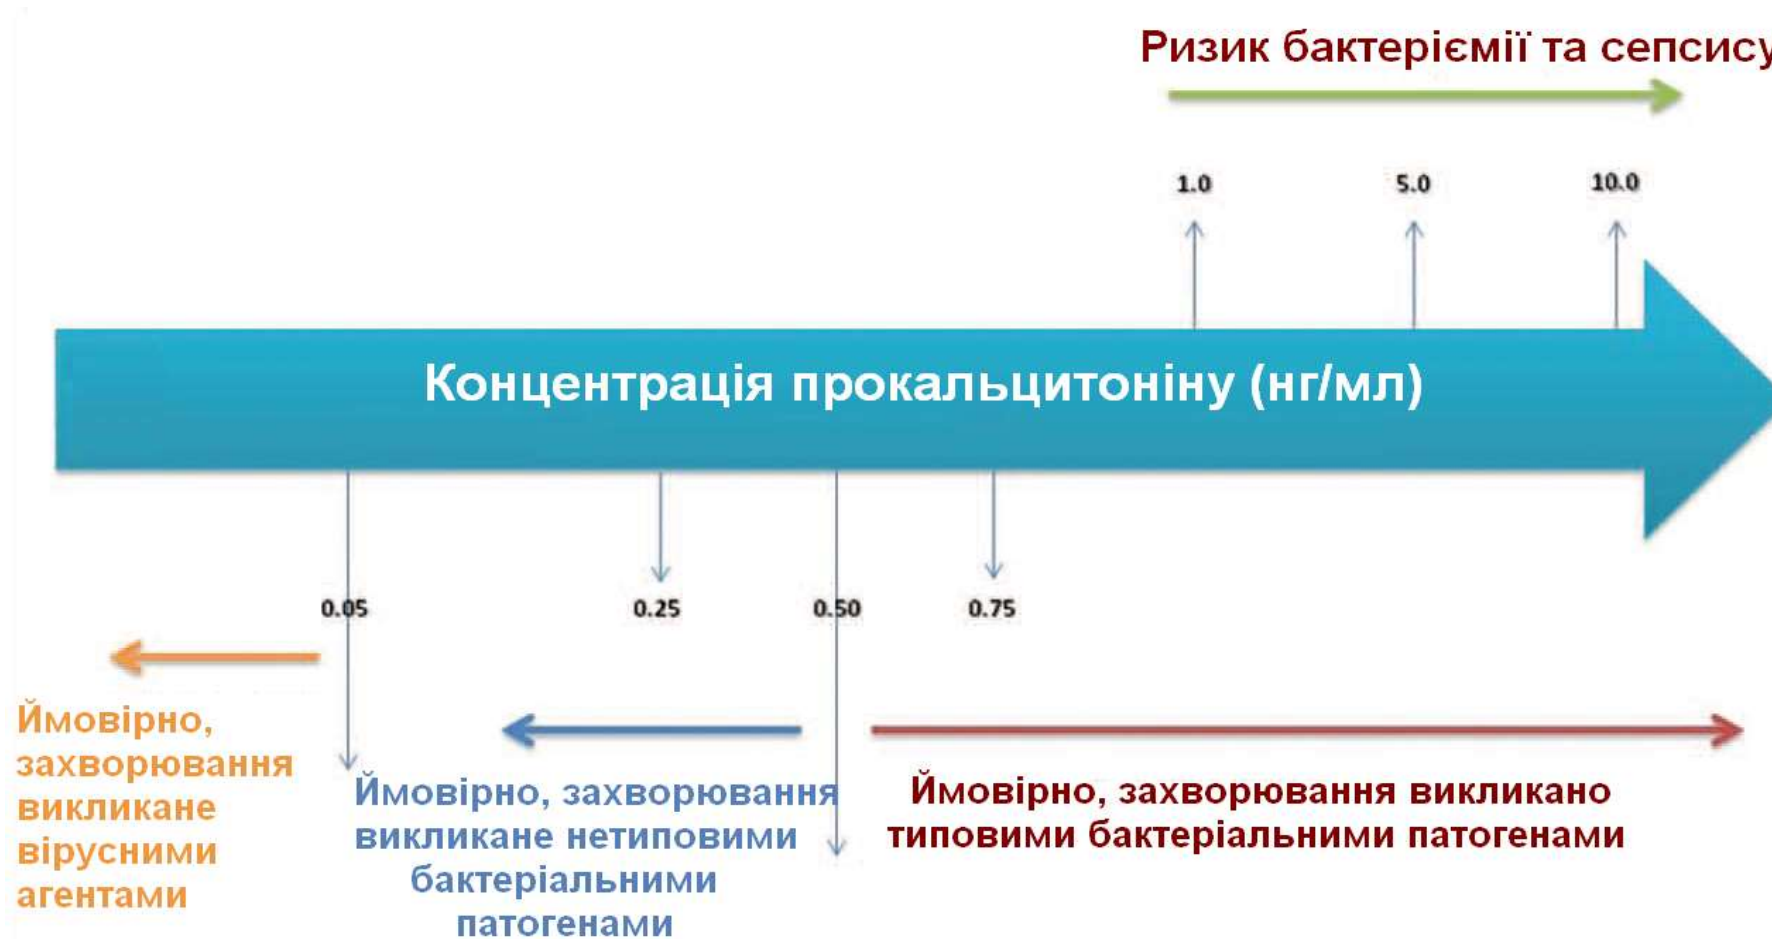 Ризик бактеріємії та сепсису
1.0 5.0 10.0
Концентрація прокальцитоніну (нг/мл)
0.05 0.25 0.50 0.75
Ймовірно,
захворювання
викликане
вірусними
агентами
Ймовірно, захворювання
викликане нетиповими
бактеріальними
патогенами
Ймовірно, захворювання викликано
типовими бактеріальними патогенами